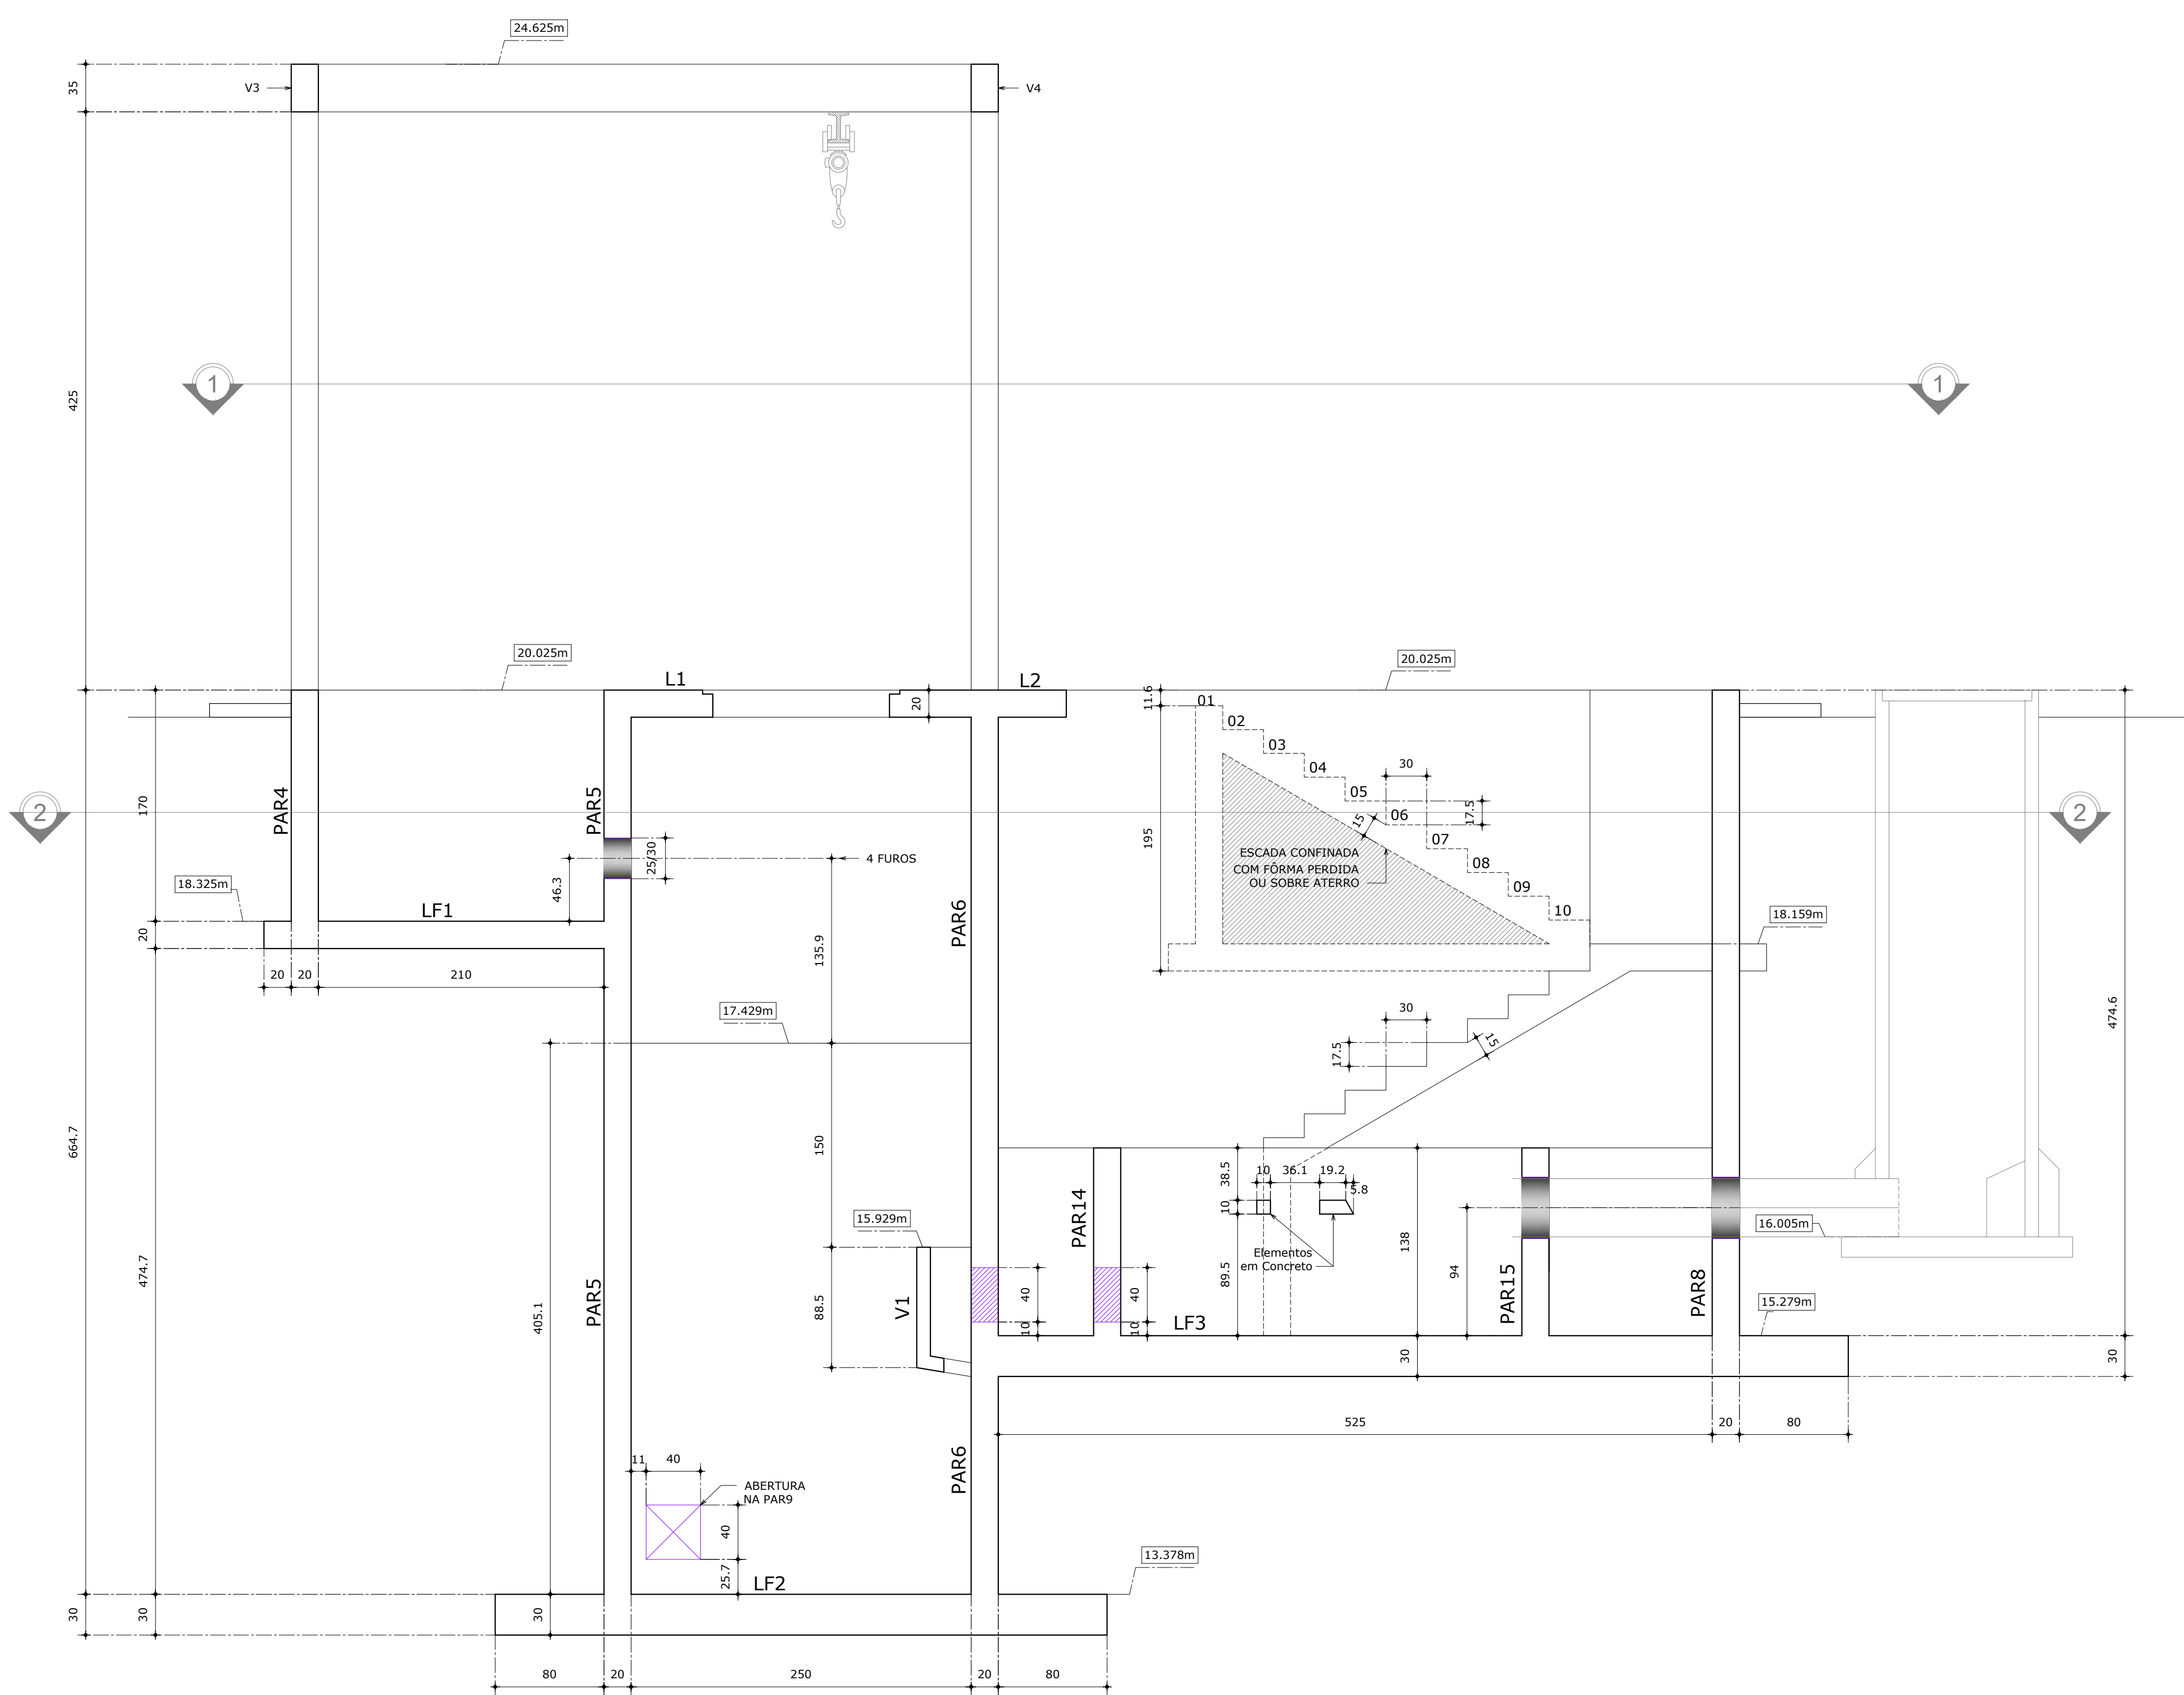 24.625m
35
V3
V4
425
1
1
20.025m
20.025m
L1
L2
20
11.6
01
02
03
04
05
06
07
08
09
10
30
17.5
15
195
ESCADA CONFINADA
COM FÔRMA PERDIDA
OU SOBRE ATERRO
2
2
170
PAR4
PAR5
25/30
4 FUROS
46.3
18.325m
LF1
PAR6
20
18.159m
20
20
210
135.9
17.429m
30
17.5
15
474.6
664.7
474.7
405.1
150
15.929m
88.5
V1
PAR5
PAR14
38.5
10
89.5
10
36.1
19.2
5.8
Elementos
em Concreto
138
94
16.005m
15.279m
PAR15
PAR8
40
10
40
10
LF3
30
30
525
20
80
PAR6
11
40
ABERTURA
NA PAR9
40
25.7
LF2
13.378m
30
30
30
80
20
250
20
80